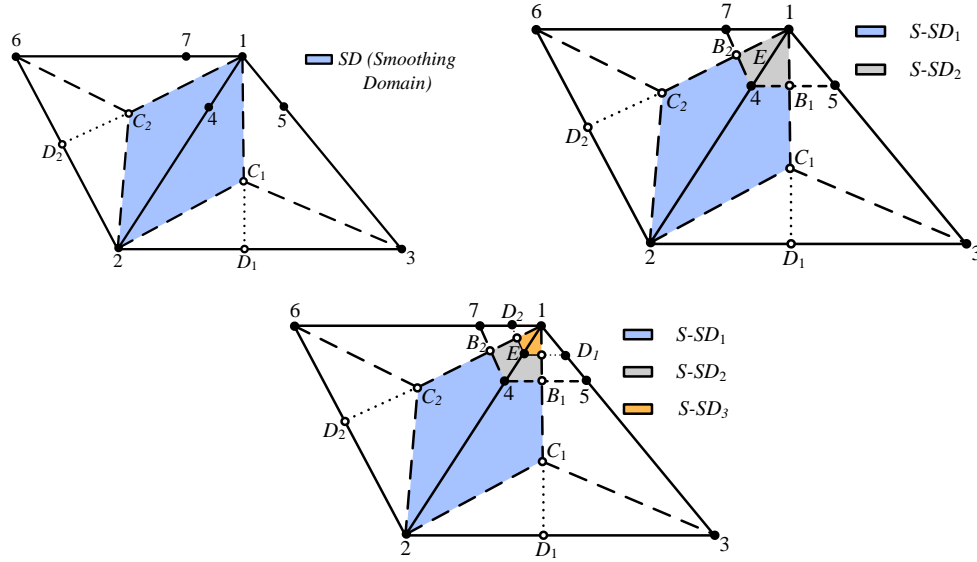 6
7
1
SD (Smoothing
Domain)
4
5
C2
D2
C1
2
D1
3
6
7
1
S-SD1
B2
E
S-SD2
4
B1
5
C2
D2
C1
2
D1
3
6
7
D2
1
S-SD1
B2
E
D1
S-SD2
4
B1
5
C2
S-SD3
D2
C1
2
D1
3